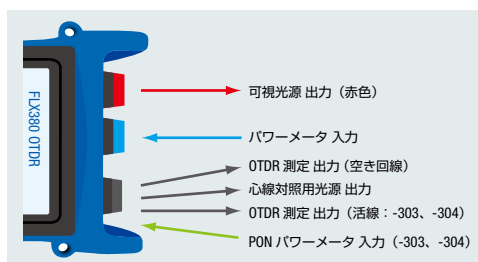 FLX380 OTDR
可視光源 出力（赤色）
パワーメータ 入力
OTDR 測定 出力（空き回線）
心線対照用光源 出力
OTDR 測定 出力（活線：-303、-304）
PON パワーメータ 入力（-303、-304）